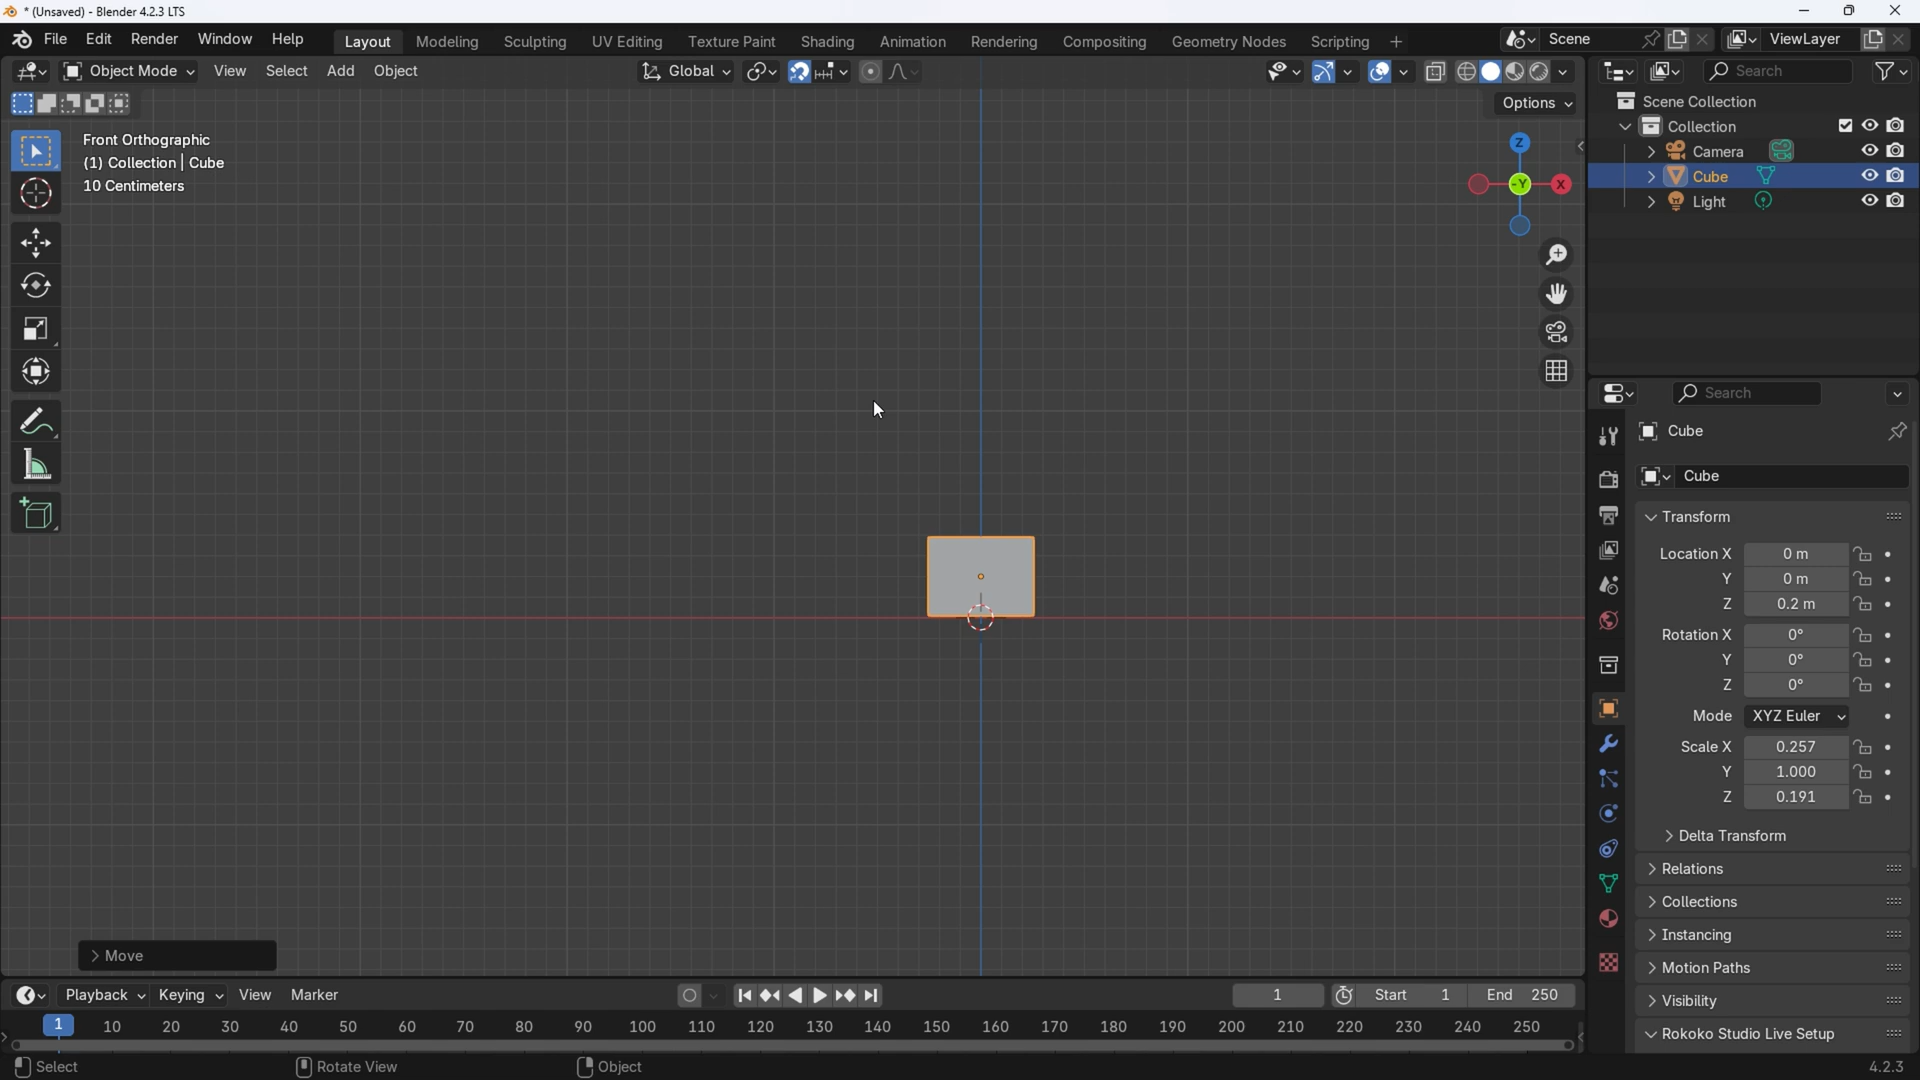 * (Unsaved) - Blender 4.2.3 LTS
File Edit Render Window Help Layout Modeling Sculpting UV Editing Texture Paint Shading Animation Rendering Compositing Geometry Nodes Scripting + Scene ViewLayer
Object Mode View Select Add Object Global Search
Options
Front Orthographic
(1) Collection | Cube
10 Centimeters
Z
-Y X
Scene Collection
Collection
Camera
Cube
Light
Search
Cube
Cube
Transform
Location X 0 m
Y 0 m
Z 0.2 m
Rotation X 0°
Y 0°
Z 0°
Mode XYZ Euler
Scale X 0.257
Y 1.000
Z 0.191
Delta Transform
Relations
Collections
Instancing
Motion Paths
Visibility
Rokoko Studio Live Setup
Move
Playback Keying View Marker 1 Start 1 End 250
1 10 20 30 40 50 60 70 80 90 100 110 120 130 140 150 160 170 180 190 200 210 220 230 240 250
Select Rotate View Object 4.2.3